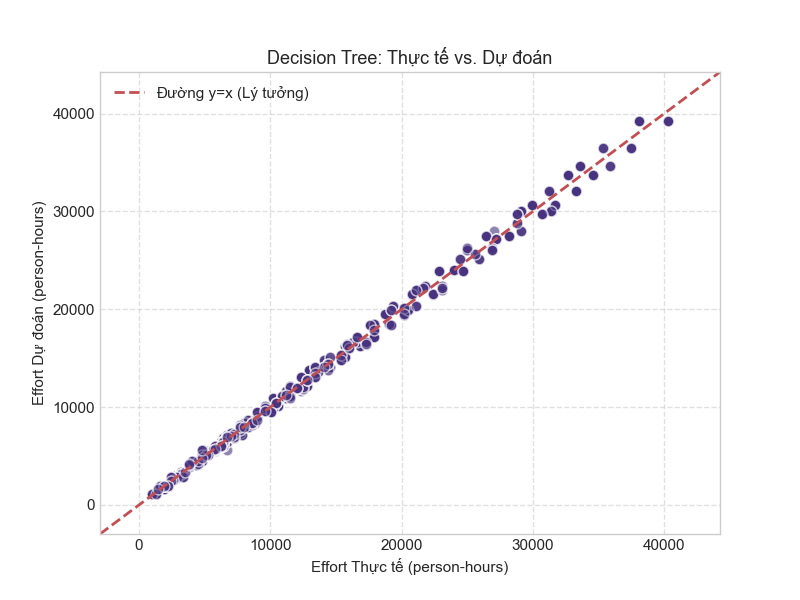 Decision Tree: Thực tế vs. Dự đoán
Đường y=x (Lý tưởng)
Effort Dự đoán (person-hours)
40000
30000
20000
10000
0
0 10000 20000 30000 40000
Effort Thực tế (person-hours)